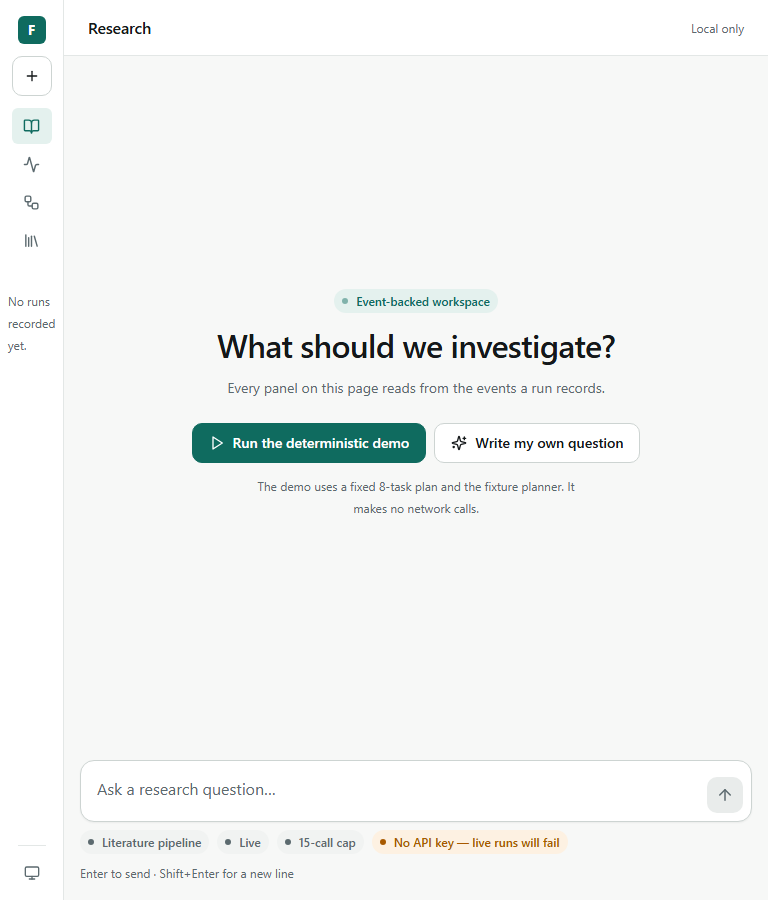 F
Research
Local only
No runs
recorded
yet.
Event-backed workspace
What should we investigate?
Every panel on this page reads from the events a run records.
Run the deterministic demo
Write my own question
The demo uses a fixed 8-task plan and the fixture planner. It
makes no network calls.
Ask a research question...
Literature pipeline
Live
15-call cap
No API key — live runs will fail
Enter to send · Shift+Enter for a new line